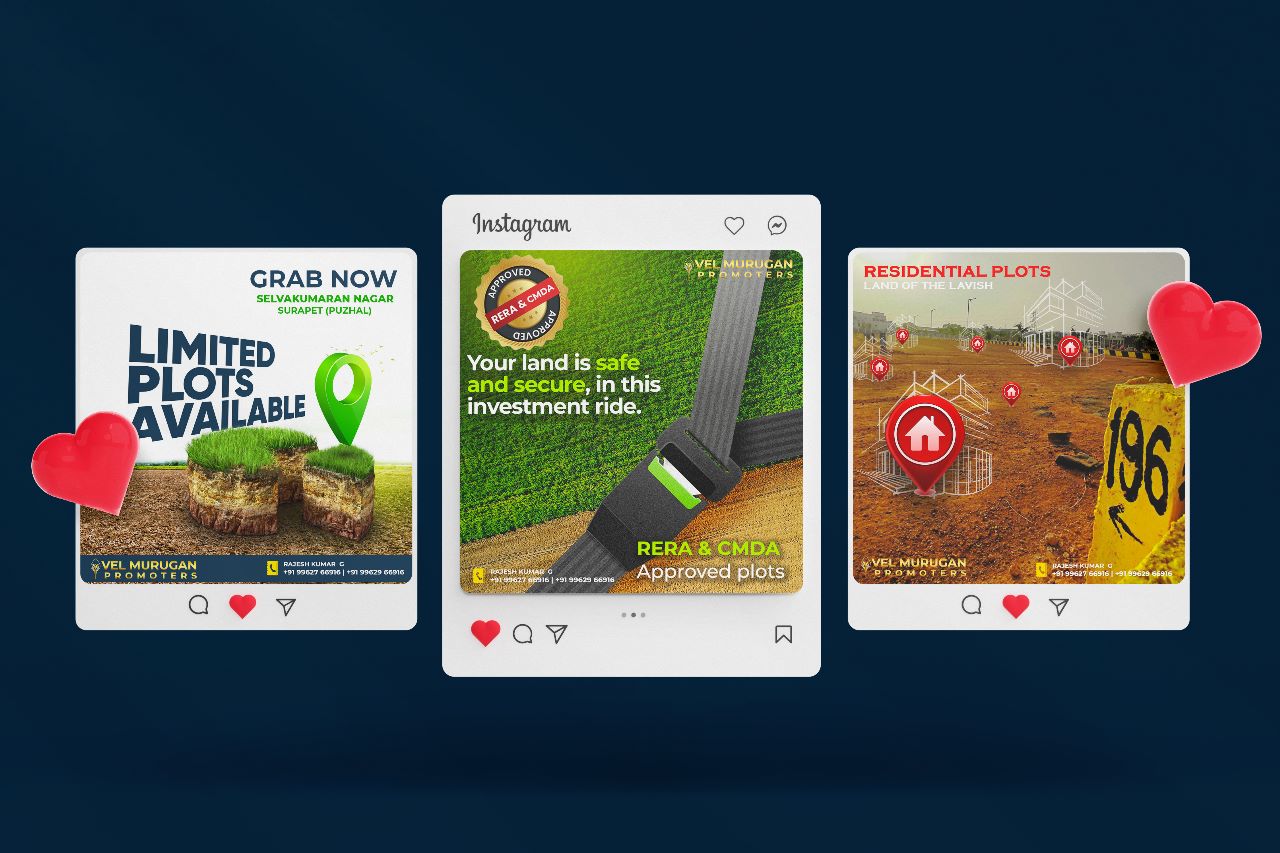 GRAB NOW
SELVAKUMARAN NAGAR
SURAPET (PUZHAL)
LIMITED
PLOTS
AVAILABLE
VEL MURUGAN
PROMOTERS
RAJESH KUMAR G
+91 99627 66916 | +91 99629 66916
Instagram
APPROVED
RERA & CMDA
APPROVED
VEL MURUGAN
PROMOTERS
Your land is safe
and secure, in this
investment ride.
RERA & CMDA
Approved plots
RAJESH KUMAR G
+91 99627 66916 | +91 99629 66916
RESIDENTIAL PLOTS
LAND OF THE LAVISH
196
VEL MURUGAN
PROMOTERS
RAJESH KUMAR G
+91 99627 66916 | +91 99629 66916